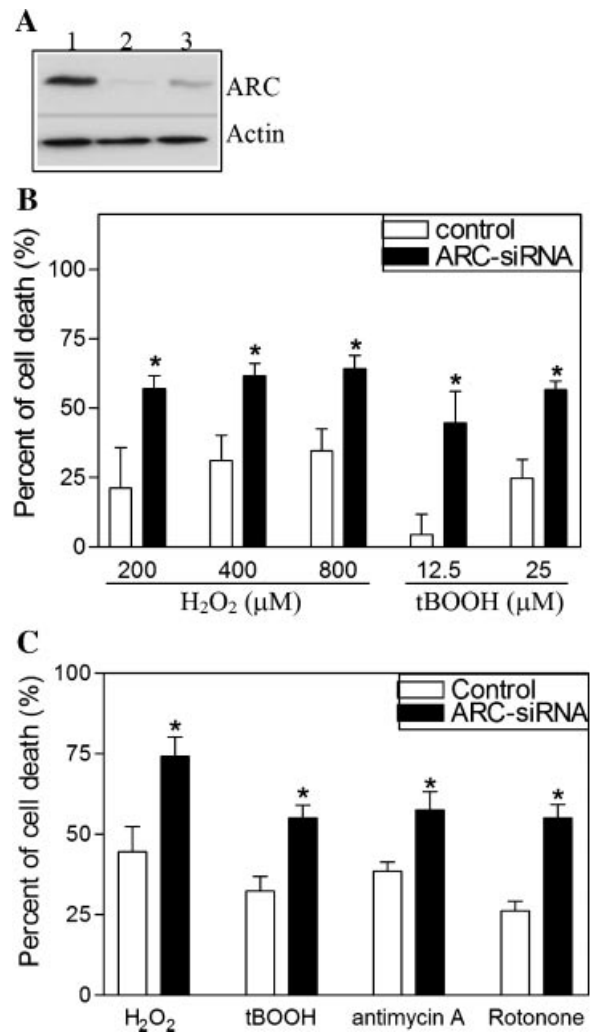 A
1 2 3
ARC
Actin
B
Percent of cell death (%)
control
ARC-siRNA
100
75
50
25
0
* * * * *
200 400 800 12.5 25
H₂O₂ (μM) tBOOH (μM)
C
Percent of cell death (%)
Control
ARC-siRNA
100
75
50
25
0
* * * *
H₂O₂ tBOOH antimycin A Rotonone